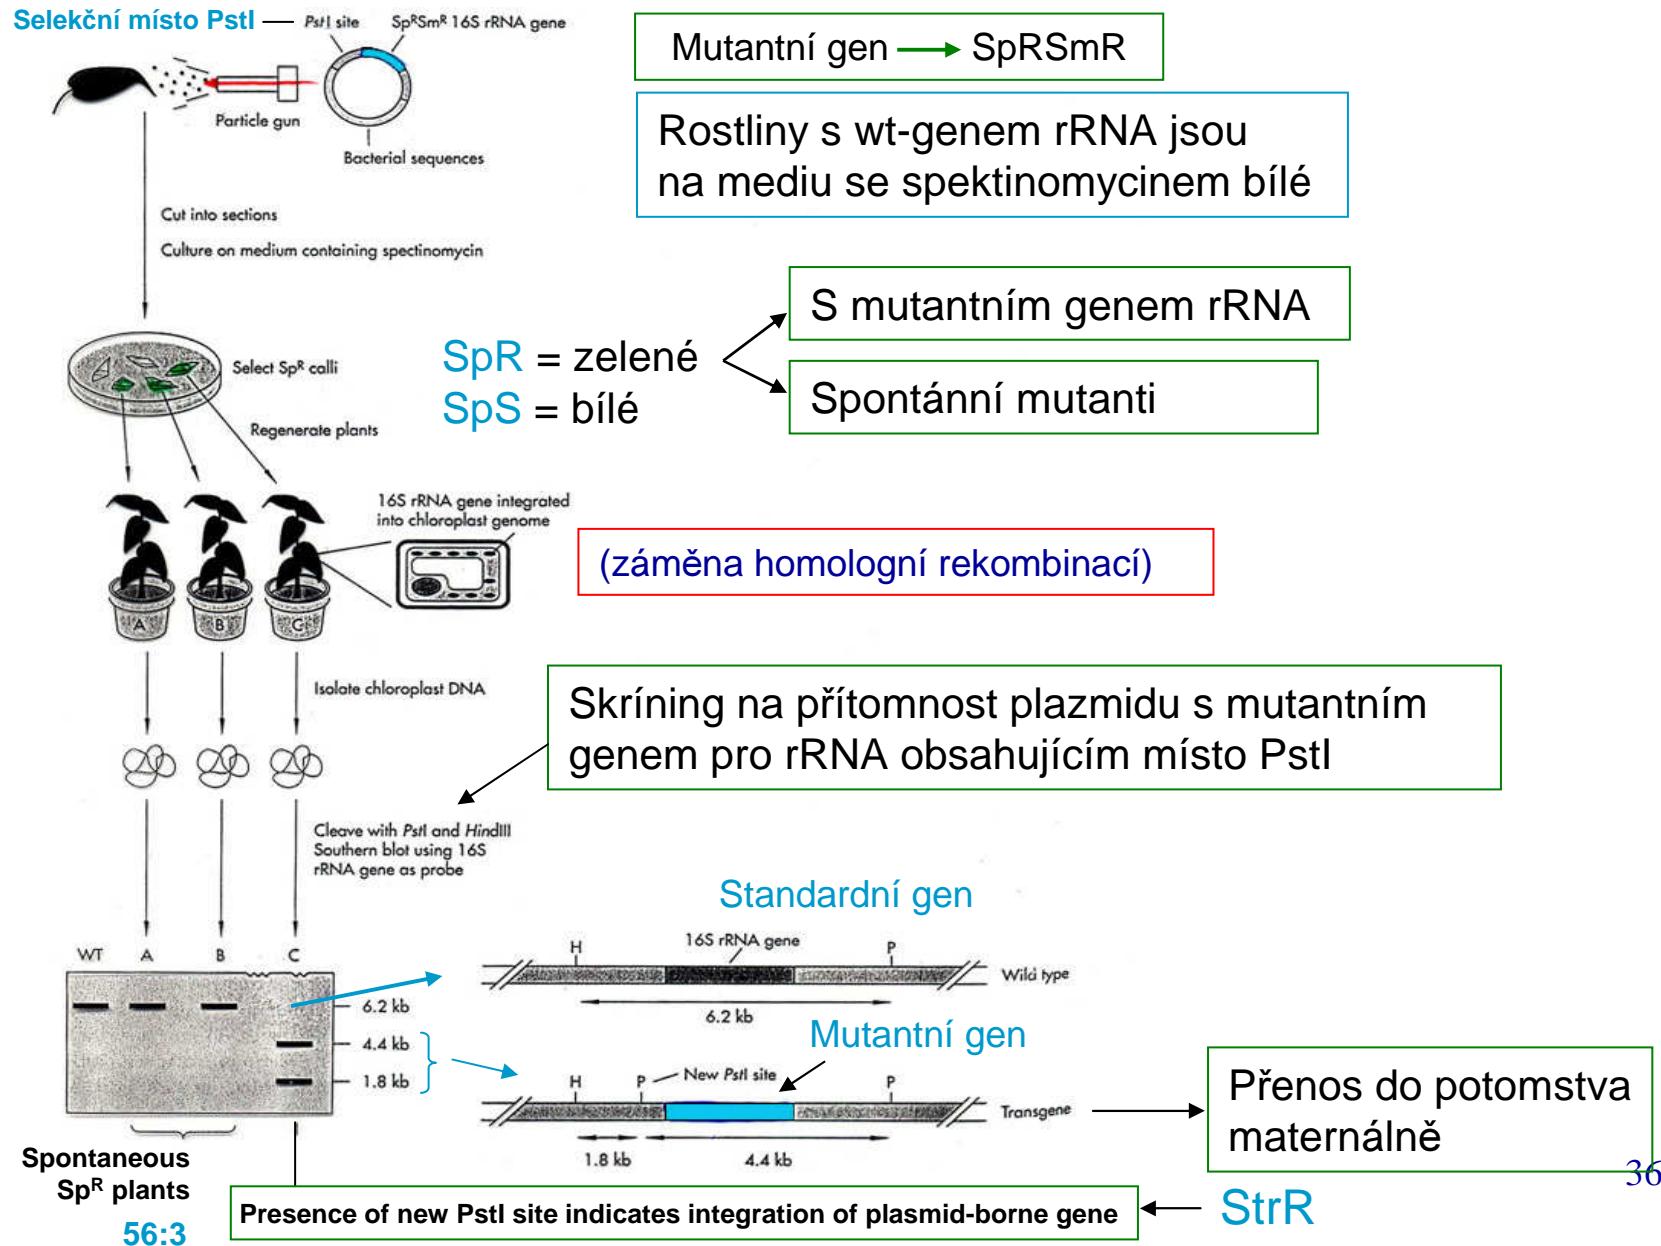 Selekční místo PstI
PstI site
SpRSmR 16S rRNA gene
Mutantní gen
SpRSmR
Particle gun
Bacterial sequences
Rostliny s wt-genem rRNA jsou
na mediu se spektinomycinem bílé
Cut into sections
Culture on medium containing spectinomycin
S mutantním genem rRNA
SpR = zelené
SpS = bílé
Spontánní mutanti
Select SpR calli
Regenerate plants
16S rRNA gene integrated
into chloroplast genome
(záměna homologní rekombinací)
A
B
C
Isolate chloroplast DNA
Skríning na přítomnost plazmidu s mutantním
genem pro rRNA obsahujícím místo PstI
Cleave with PstI and HindIII
Southern blot using 16S
rRNA gene as probe
Standardní gen
WT
A
B
C
H
16S rRNA gene
P
Wild type
6.2 kb
6.2 kb
4.4 kb
1.8 kb
Mutantní gen
H
P
New PstI site
P
Transgene
1.8 kb
4.4 kb
Přenos do potomstva
maternálně
Spontaneous
SpR plants
56:3
Presence of new PstI site indicates integration of plasmid-borne gene
StrR
36